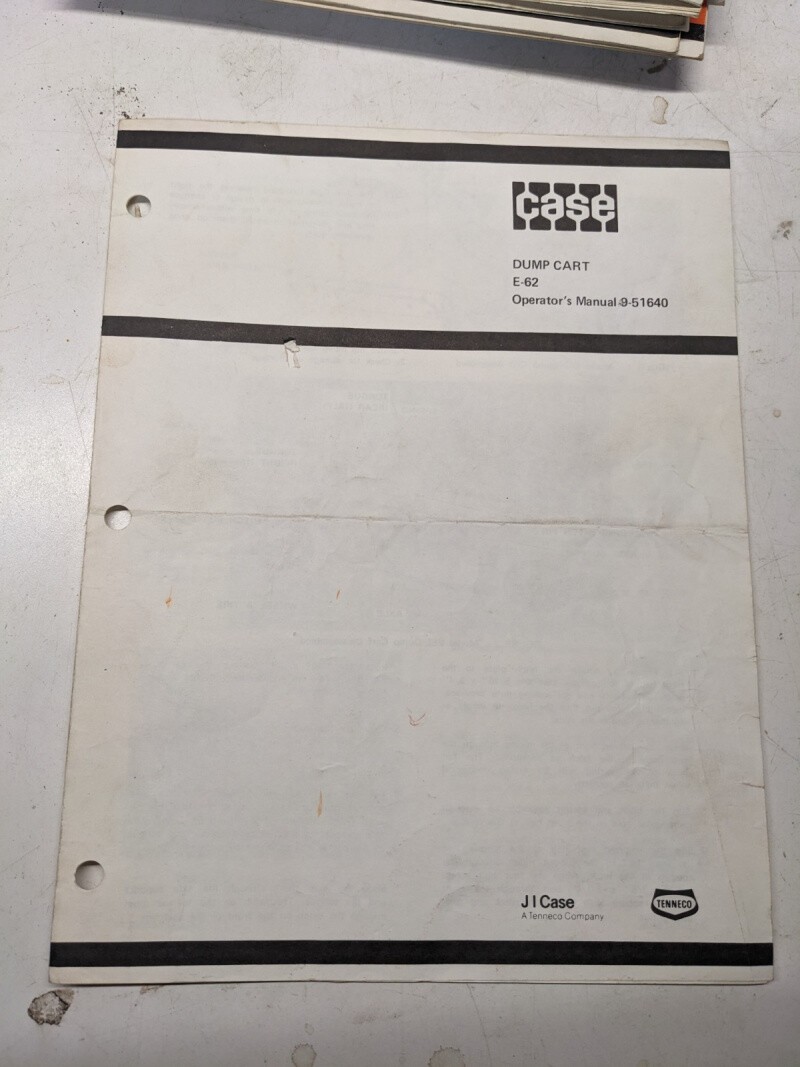 case
DUMP CART
E-62
Operator's Manual 9-51640
J I Case
A Tenneco Company
TENNECO